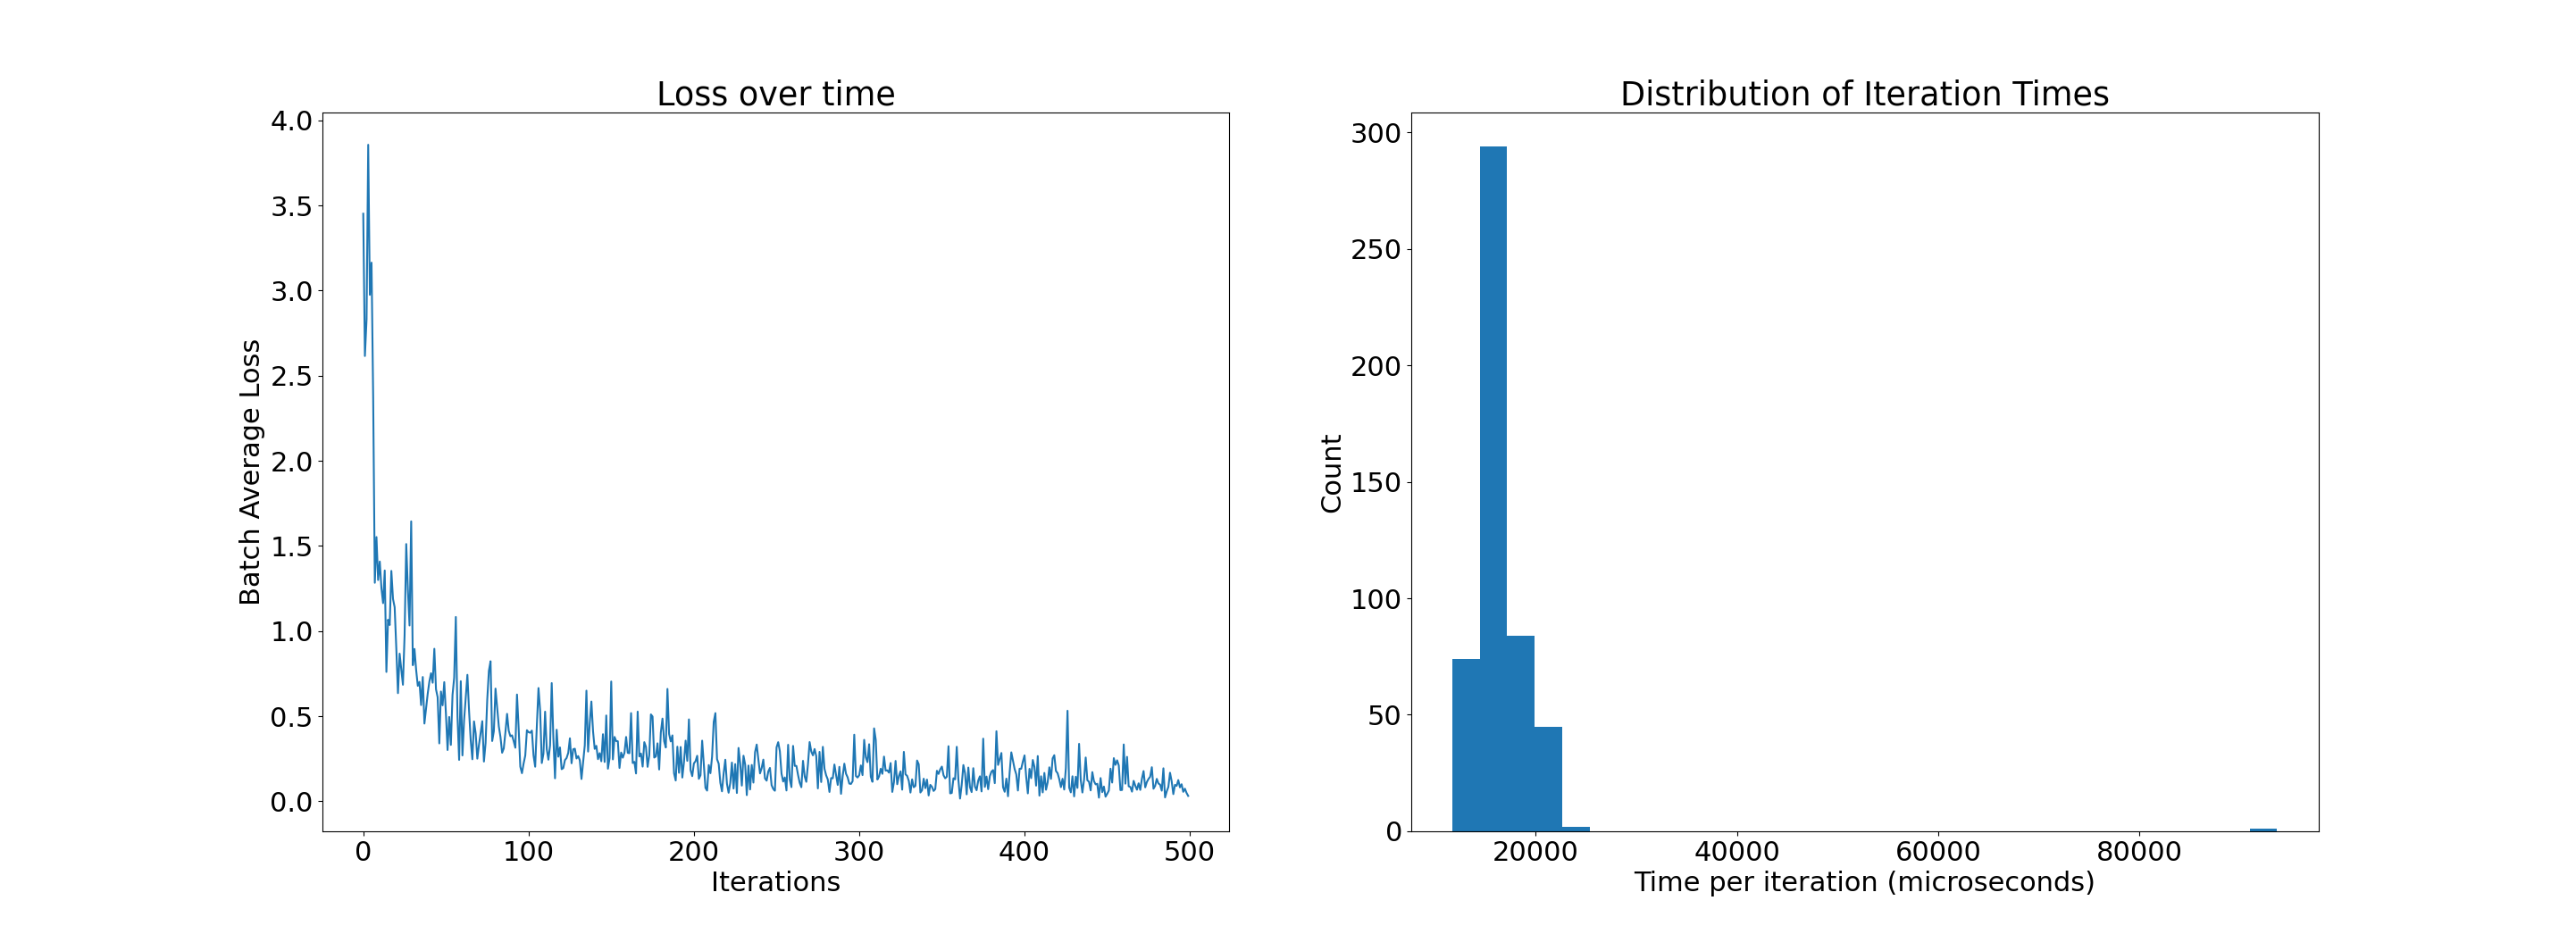 Loss over time
4.0
3.5
3.0
2.5
2.0
1.5
1.0
0.5
0.0
Batch Average Loss
0 100 200 300 400 500
Iterations
Distribution of Iteration Times
300
250
200
150
100
50
0
Count
20000 40000 60000 80000
Time per iteration (microseconds)